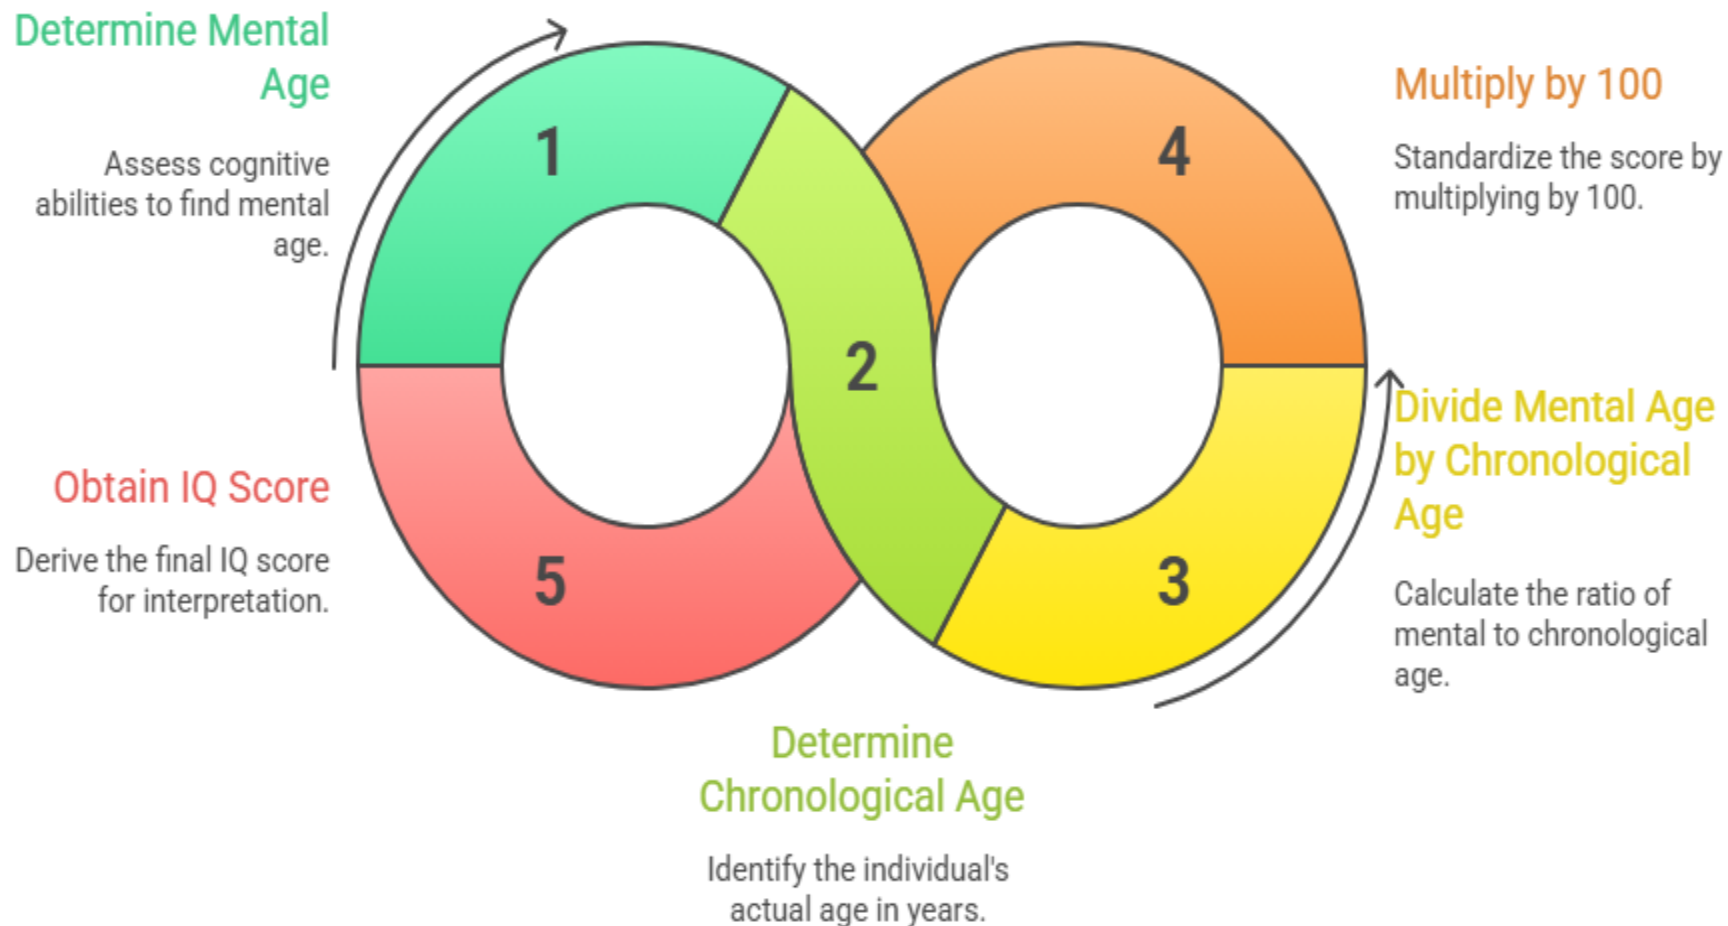 Determine Mental
Age
Assess cognitive
abilities to find mental
age.
1
2
Determine
Chronological Age
Identify the individual's
actual age in years.
3
Divide Mental Age
by Chronological
Age
Calculate the ratio of
mental to chronological
age.
4
Multiply by 100
Standardize the score by
multiplying by 100.
5
Obtain IQ Score
Derive the final IQ score
for interpretation.